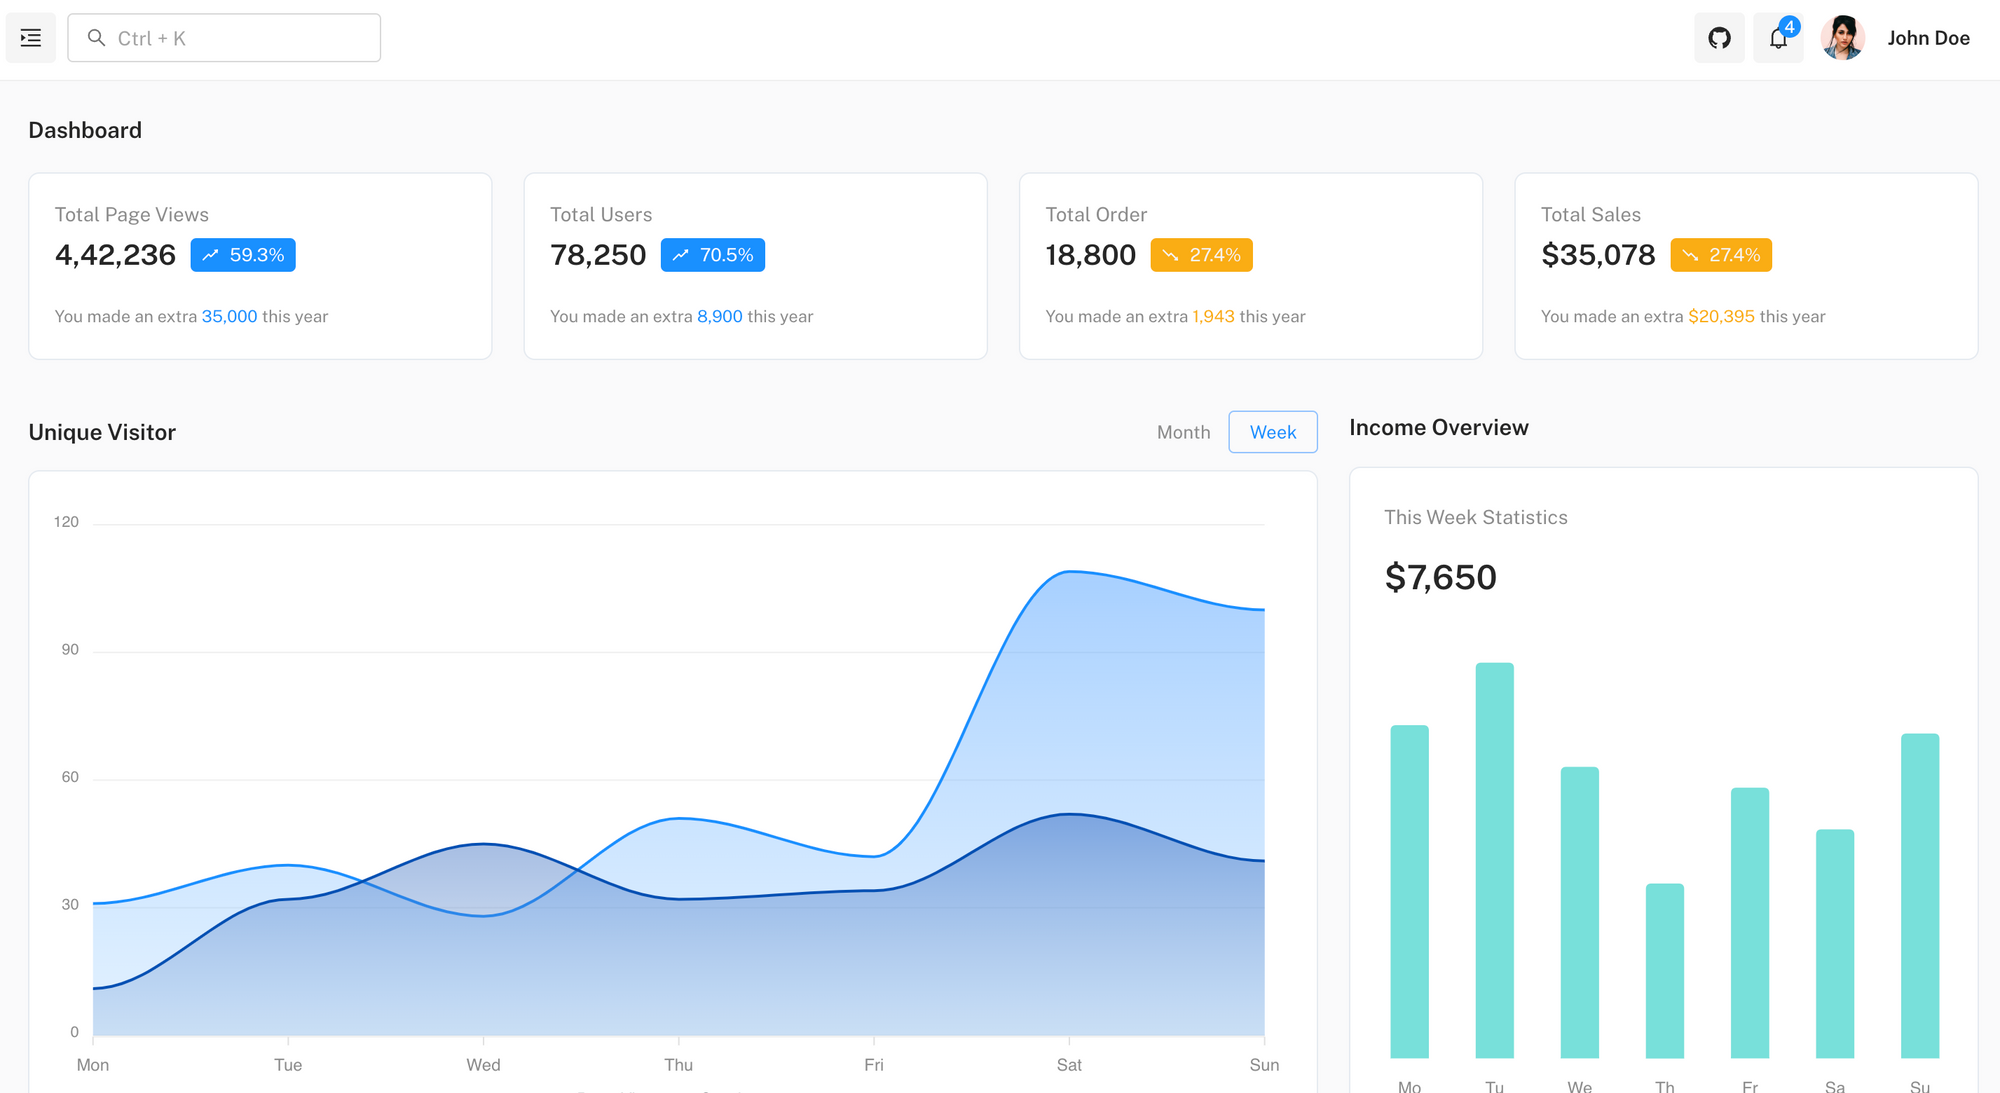 Ctrl + K
4
John Doe
Dashboard
Total Page Views
4,42,236 59.3%
You made an extra 35,000 this year
Total Users
78,250 70.5%
You made an extra 8,900 this year
Total Order
18,800 27.4%
You made an extra 1,943 this year
Total Sales
$35,078 27.4%
You made an extra $20,395 this year
Unique Visitor
Month Week
120
90
60
30
0
Mon Tue Wed Thu Fri Sat Sun
Income Overview
This Week Statistics
$7,650
Mo Tu We Th Fr Sa Su